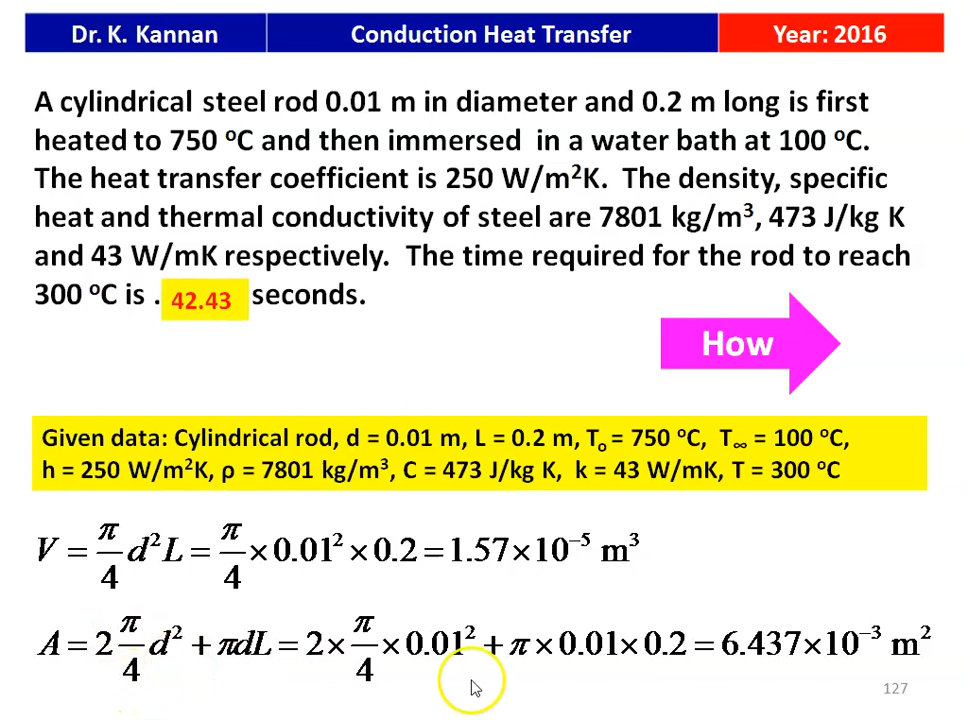 Dr. K. Kannan Conduction Heat Transfer Year: 2016
A cylindrical steel rod 0.01 m in diameter and 0.2 m long is first
heated to 750 ºC and then immersed in a water bath at 100 ºC.
The heat transfer coefficient is 250 W/m²K. The density, specific
heat and thermal conductivity of steel are 7801 kg/m³, 473 J/kg K
and 43 W/mK respectively. The time required for the rod to reach
300 ºC is . 42.43 seconds.
How
Given data: Cylindrical rod, d = 0.01 m, L = 0.2 m, Tₒ = 750 ºC, T∞ = 100 ºC,
h = 250 W/m²K, ρ = 7801 kg/m³, C = 473 J/kg K, k = 43 W/mK, T = 300 ºC
V = π/4 d²L = π/4 × 0.01² × 0.2 = 1.57 × 10⁻⁵ m³
A = 2 π/4 d² + πdL = 2 × π/4 × 0.01² + π × 0.01 × 0.2 = 6.437 × 10⁻³ m²
127